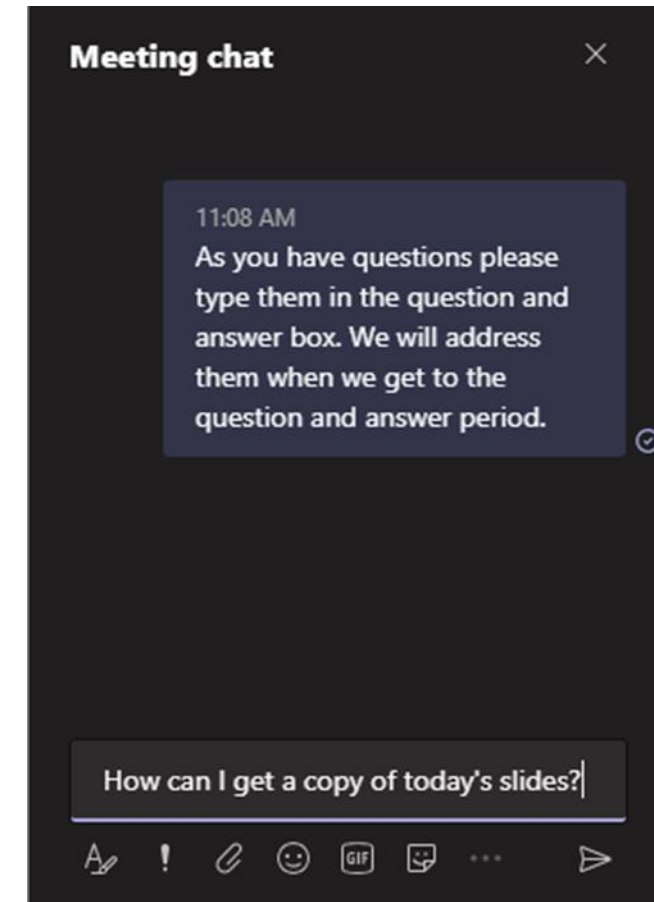 Meeting chat
11:08 AM
As you have questions please
type them in the question and
answer box. We will address
them when we get to the
question and answer period.
How can I get a copy of today's slides?
GIF